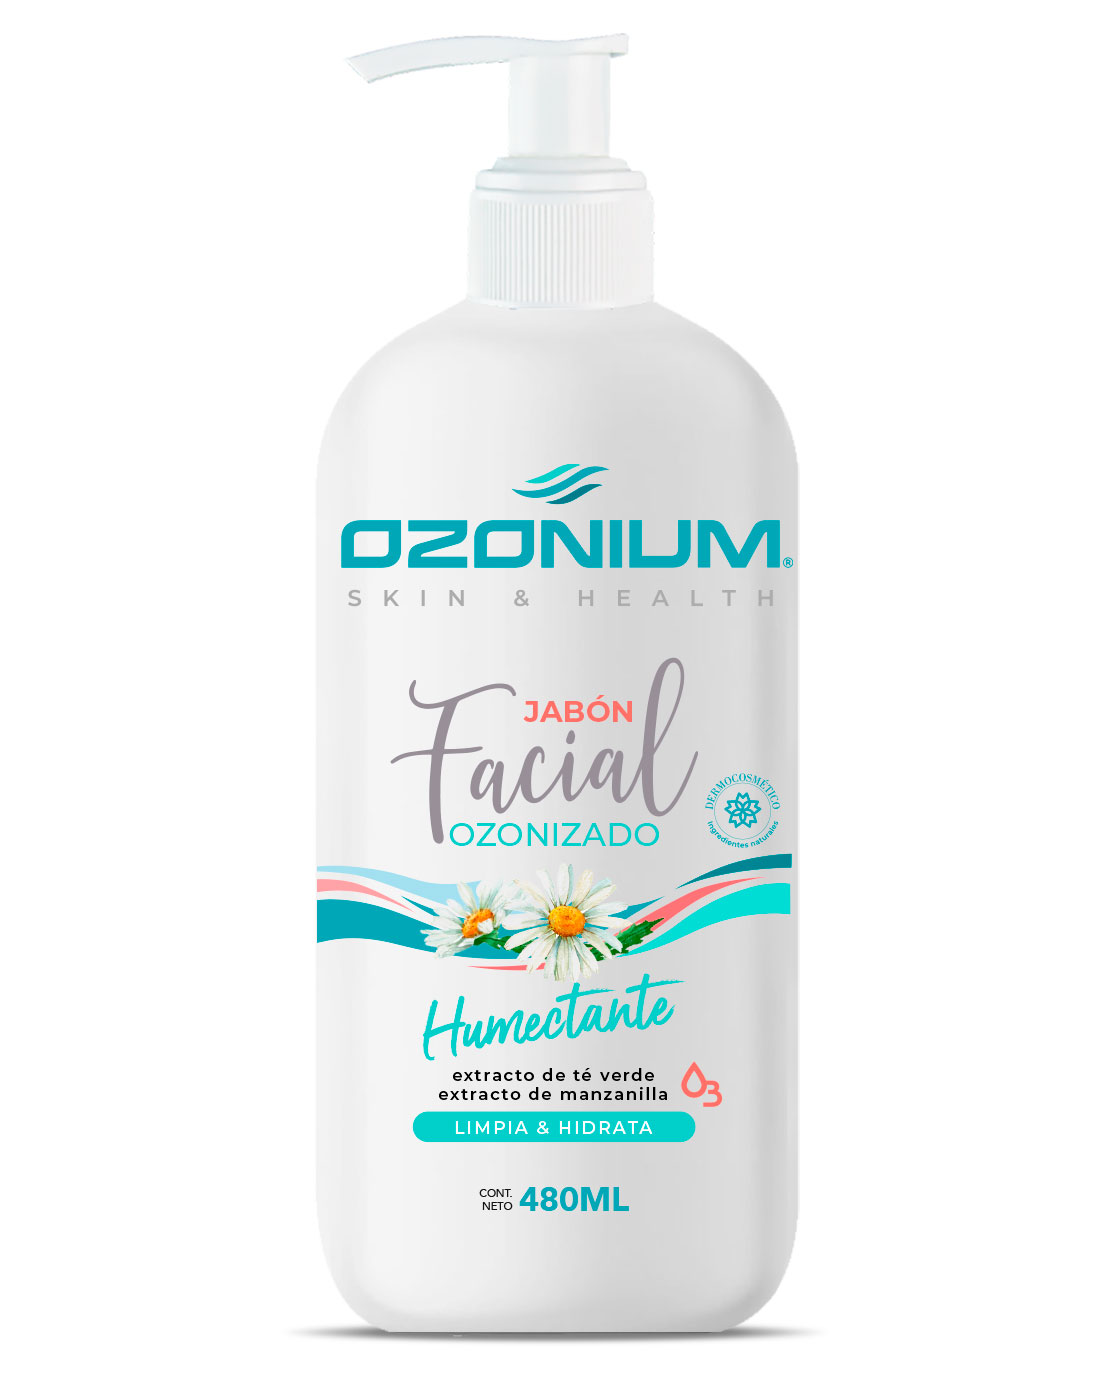 OZONIUM®
SKIN & HEALTH
JABÓN
Facial
OZONIZADO
DERMOCOSMÉTICO
ingredientes naturales
Humectante
extracto de té verde
extracto de manzanilla
O3
LIMPIA & HIDRATA
CONT.
NETO 480ML